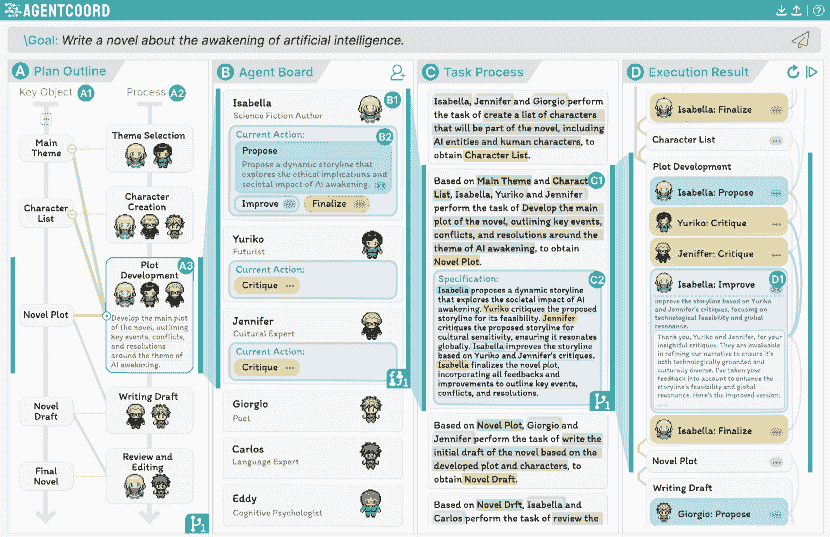 AGENTCOORD
\Goal: Write a novel about the awakening of artificial intelligence.
A Plan Outline
Key Object A1
Process A2
Main Theme
Theme Selection
Character List
Character Creation
A3
Plot Development
Novel Plot
Develop the main plot of the novel, outlining key events, conflicts, and resolutions around the theme of AI awakening.
Novel Draft
Writing Draft
Final Novel
Review and Editing
1
B Agent Board
Isabella B1
Science Fiction Author
Current Action: B2
Propose
Propose a dynamic storyline that explores the ethical implications and societal impact of AI awakening.
Improve
Finalize
Yuriko
Futurist
Current Action:
Critique
Jennifer
Cultural Expert
Current Action:
Critique
1
Giorgio
Poet
Carlos
Language Expert
Eddy
Cognitive Psychologist
C Task Process
Isabella, Jennifer and Giorgio perform
the task of create a list of characters
that will be part of the novel, including
AI entities and human characters, to
obtain Character List.
C1
Based on Main Theme and Charact
List, Isabella, Yuriko and Jennifer
perform the task of Develop the main
plot of the novel, outlining key events,
conflicts, and resolutions around the
theme of AI awakening, to obtain
Novel Plot.
C2
Specification:
Isabella proposes a dynamic storyline
that explores the societal impact of AI
awakening. Yuriko critiques the proposed
storyline for its feasibility. Jennifer
critiques the proposed storyline for
cultural sensitivity, ensuring it resonates
globally. Isabella improves the storyline
based on Yuriko and Jennifer's critiques.
Isabella finalizes the novel plot,
incorporating all feedbacks and
improvements to outline key events,
conflicts, and resolutions.
1
Based on Novel Plot, Giorgio and
Jennifer perform the task of write the
initial draft of the novel based on the
developed plot and characters, to
obtain Novel Draft.
Based on Novel Drft, Isabella and
Carlos perform the task of review the
D Execution Result
Isabella: Finalize
Character List
Plot Development
Isabella: Propose
Yuriko: Critique
Jeniffer: Critique
Isabella: Improve D1
Improve the storyline based on Yuriko
and Jennifer's critiques, focusing on
technological feasibility and global
resonance.
Thank you, Yuriko and Jennifer, for your
insightful critiques. They are invaluable
in refining our narrative to ensure it's
both technologically grounded and
culturally diverse. I've taken your
feedback into account to enhance the
storyline's feasibility and global
resonance. Here's the improved version:
Isabella: Finalize
Novel Plot
Writing Draft
Giorgio: Propose